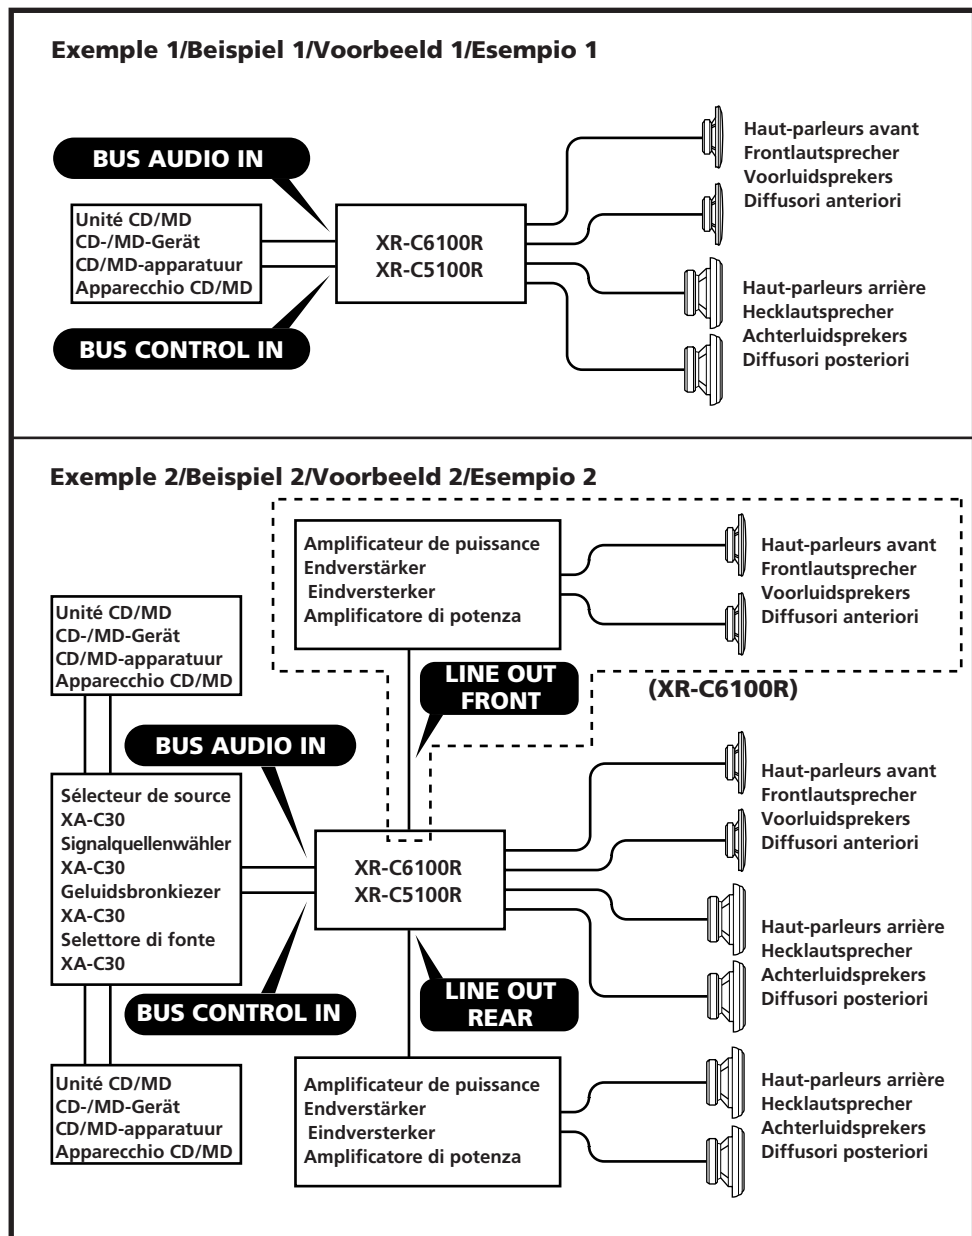 Exemple 1/Beispiel 1/Voorbeeld 1/Esempio 1
BUS AUDIO IN
Unité CD/MD
CD-/MD-Gerät
CD/MD-apparatuur
Apparecchio CD/MD
BUS CONTROL IN
XR-C6100R
XR-C5100R
Haut-parleurs avant
Frontlautsprecher
Voorluidsprekers
Diffusori anteriori
Haut-parleurs arrière
Hecklautsprecher
Achterluidsprekers
Diffusori posteriori
Exemple 2/Beispiel 2/Voorbeeld 2/Esempio 2
Amplificateur de puissance
Endverstärker
Eindversterker
Amplificatore di potenza
Haut-parleurs avant
Frontlautsprecher
Voorluidsprekers
Diffusori anteriori
Unité CD/MD
CD-/MD-Gerät
CD/MD-apparatuur
Apparecchio CD/MD
LINE OUT
FRONT
(XR-C6100R)
BUS AUDIO IN
Sélecteur de source
XA-C30
Signalquellenwähler
XA-C30
Geluidsbronkiezer
XA-C30
Selettore di fonte
XA-C30
XR-C6100R
XR-C5100R
Haut-parleurs avant
Frontlautsprecher
Voorluidsprekers
Diffusori anteriori
Haut-parleurs arrière
Hecklautsprecher
Achterluidsprekers
Diffusori posteriori
BUS CONTROL IN
LINE OUT
REAR
Unité CD/MD
CD-/MD-Gerät
CD/MD-apparatuur
Apparecchio CD/MD
Amplificateur de puissance
Endverstärker
Eindversterker
Amplificatore di potenza
Haut-parleurs arrière
Hecklautsprecher
Achterluidsprekers
Diffusori posteriori